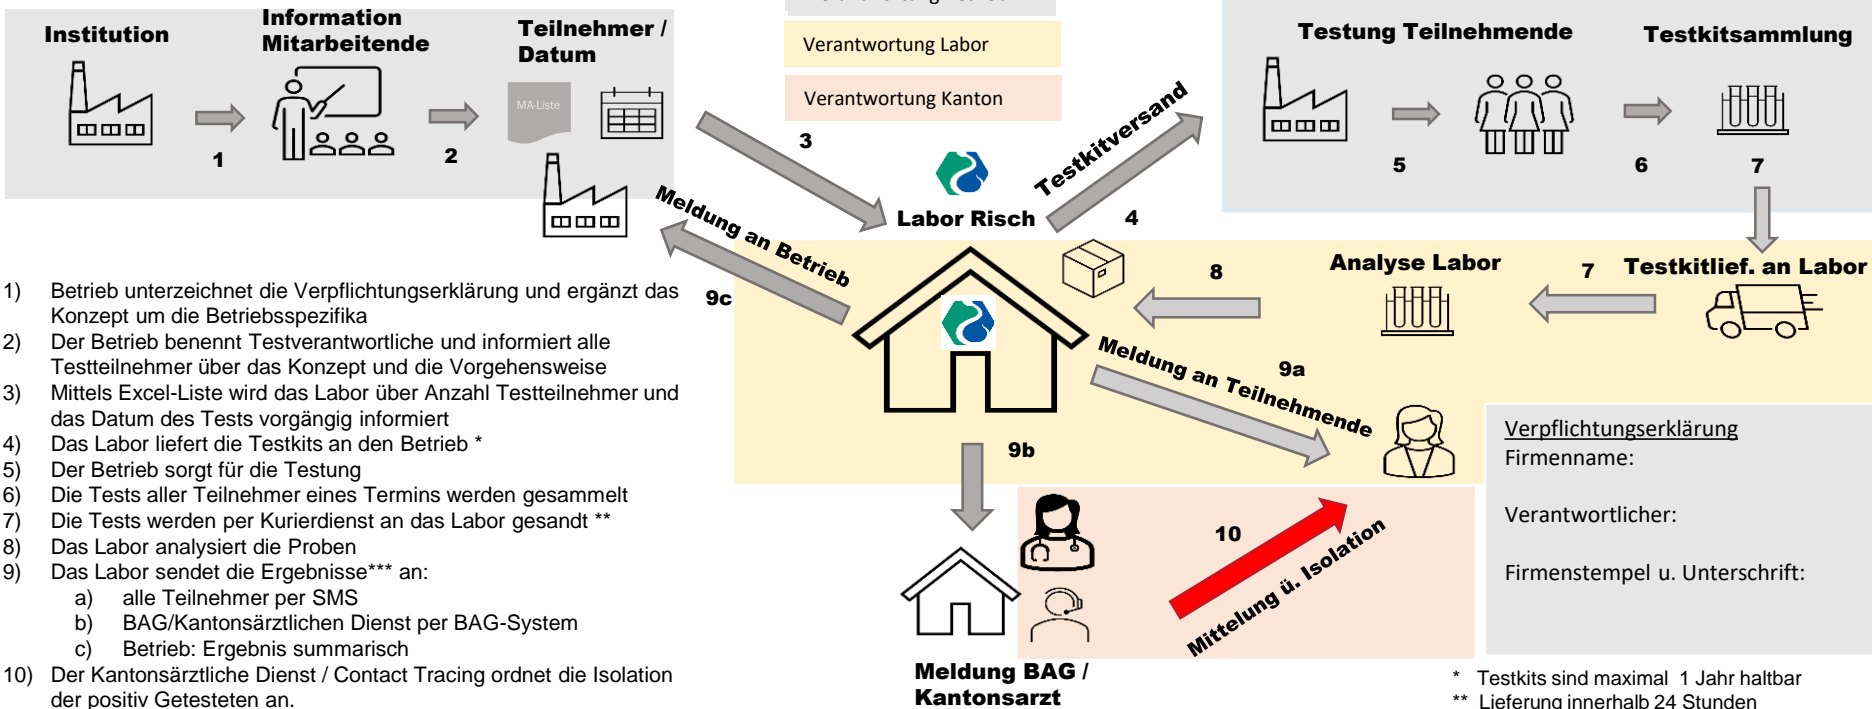 Institution
Information
Mitarbeitende
Teilnehmer /
Datum
MA-Liste
1
2
3
Verantwortung Labor
Verantwortung Kanton
Labor Risch
Testkitversand
4
Testung Teilnehmende
Testkitsammlung
5
6
7
Meldung an Betrieb
9c
8
Analyse Labor
7
Testkitlief. an Labor
Meldung an Teilnehmende
9a
9b
10
Mittelung ü. Isolation
Meldung BAG /
Kantonsarzt
1) Betrieb unterzeichnet die Verpflichtungserklärung und ergänzt das
Konzept um die Betriebsspezifika
2) Der Betrieb benennt Testverantwortliche und informiert alle
Testteilnehmer über das Konzept und die Vorgehensweise
3) Mittels Excel-Liste wird das Labor über Anzahl Testteilnehmer und
das Datum des Tests vorgängig informiert
4) Das Labor liefert die Testkits an den Betrieb *
5) Der Betrieb sorgt für die Testung
6) Die Tests aller Teilnehmer eines Termins werden gesammelt
7) Die Tests werden per Kurierdienst an das Labor gesandt **
8) Das Labor analysiert die Proben
9) Das Labor sendet die Ergebnisse*** an:
a) alle Teilnehmer per SMS
b) BAG/Kantonsärztlichen Dienst per BAG-System
c) Betrieb: Ergebnis summarisch
10) Der Kantonsärztliche Dienst / Contact Tracing ordnet die Isolation
der positiv Getesteten an.
Verpflichtungserklärung
Firmenname:
Verantwortlicher:
Firmenstempel u. Unterschrift:
* Testkits sind maximal 1 Jahr haltbar
** Lieferung innerhalb 24 Stunden